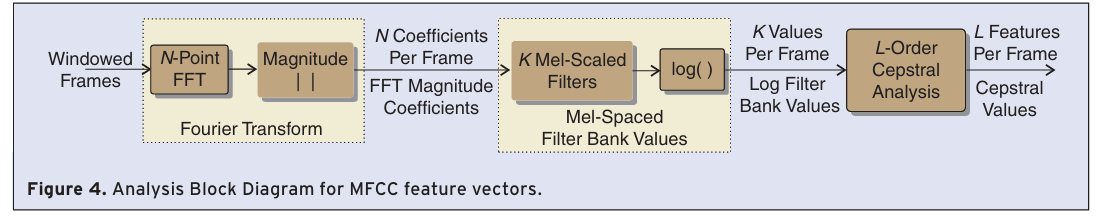 Windowed
Frames
N-Point
FFT
Magnitude
| |
Fourier Transform
N Coefficients
Per Frame
FFT Magnitude
Coefficients
K Mel-Scaled
Filters
log( )
Mel-Spaced
Filter Bank Values
K Values
Per Frame
Log Filter
Bank Values
L-Order
Cepstral
Analysis
L Features
Per Frame
Cepstral
Values
Figure 4. Analysis Block Diagram for MFCC feature vectors.